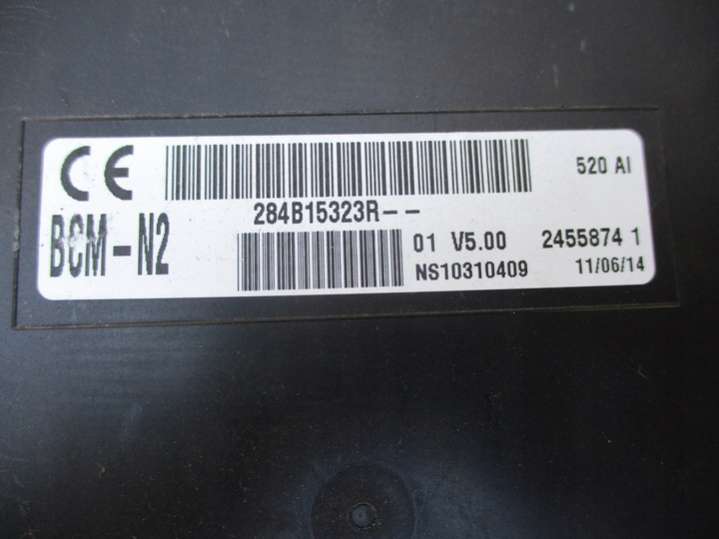 CE
520 AI
284B15323R--
BCM-N2
01 V5.00 2455874 1
NS10310409 11/06/14